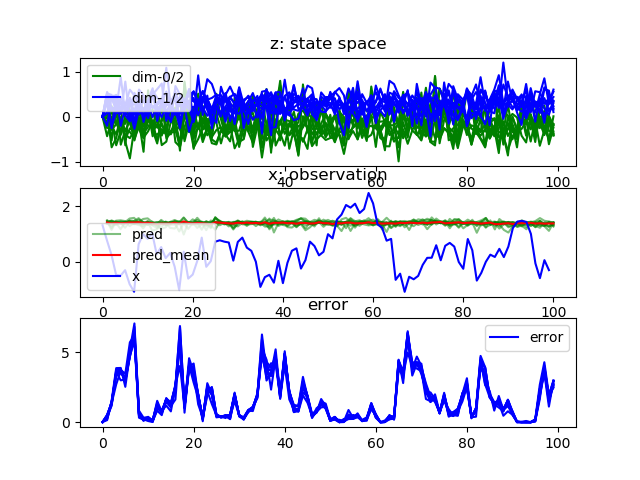 z: state space
1
0
−1
dim-0/2
dim-1/2
0
20
40
60
80
100
x: observation
2
0
pred
pred_mean
x
0
20
40
60
80
100
error
5
0
error
0
20
40
60
80
100